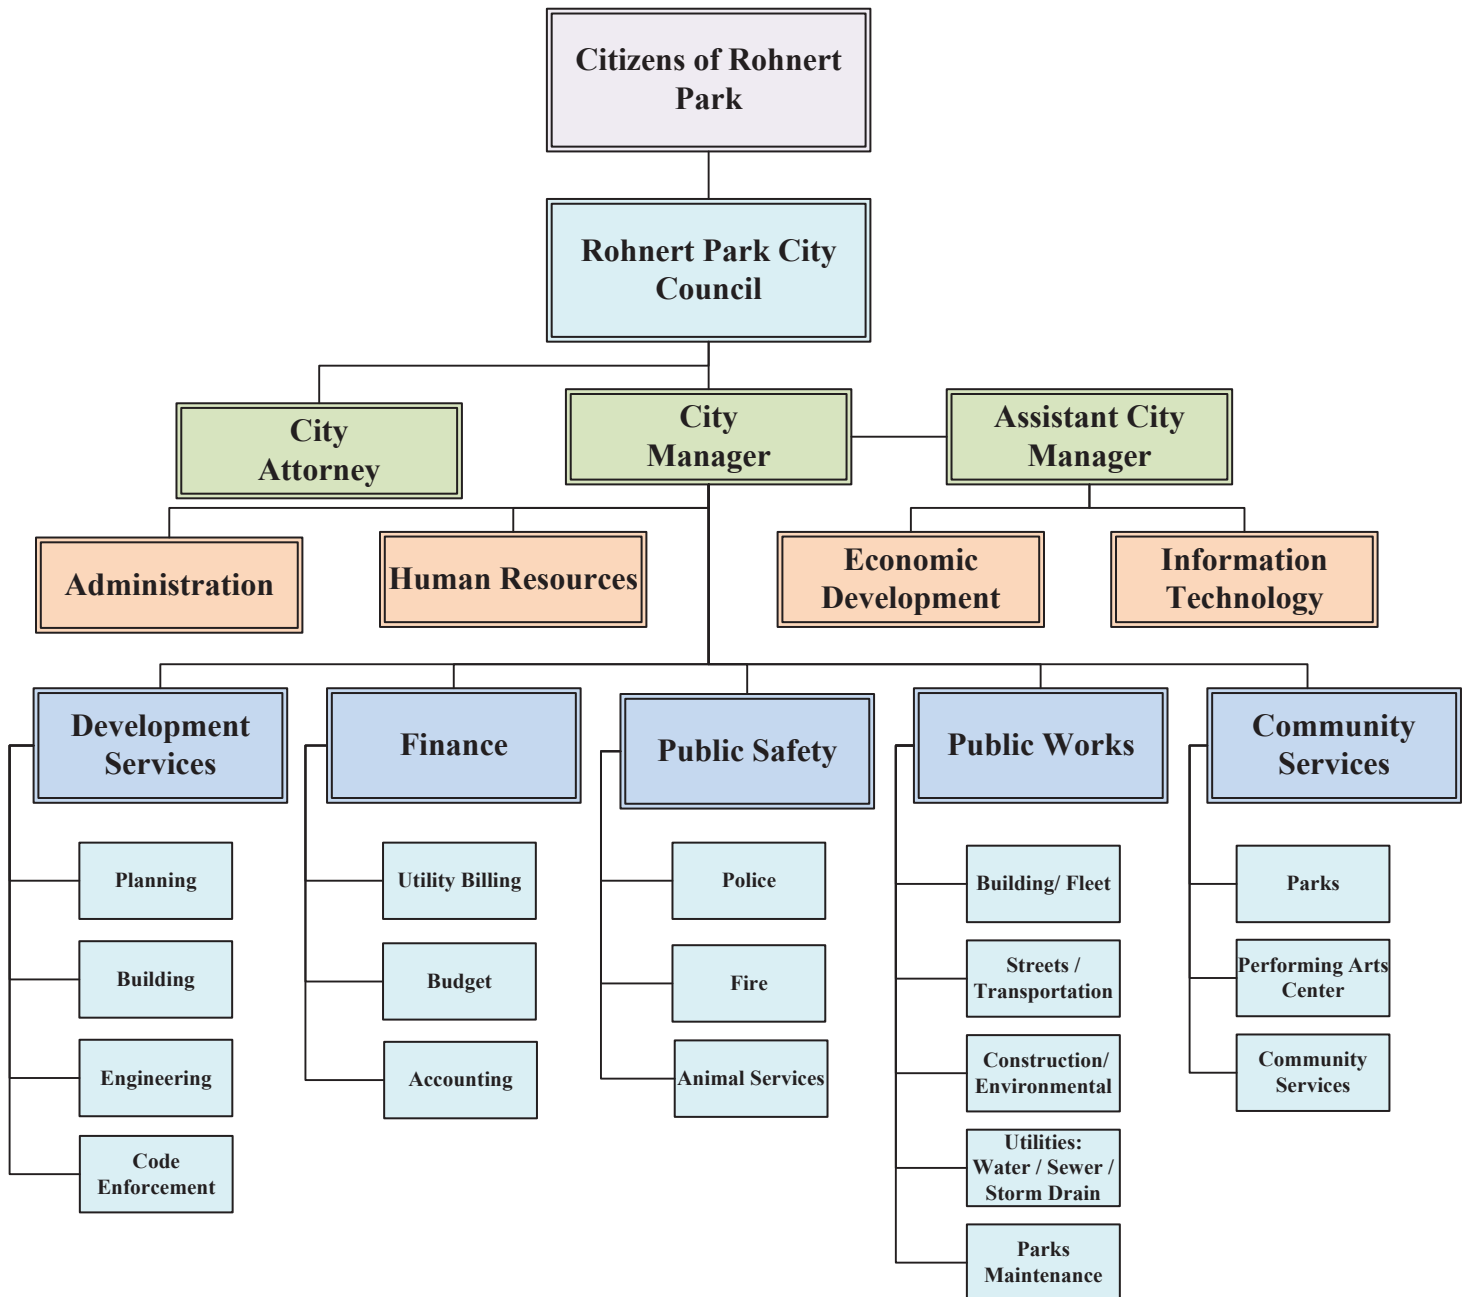 Citizens of Rohnert
Park
Rohnert Park City
Council
City
Attorney
City
Manager
Assistant City
Manager
Administration
Human Resources
Economic
Development
Information
Technology
Development
Services
Finance
Public Safety
Public Works
Community
Services
Planning
Building
Engineering
Code
Enforcement
Utility Billing
Budget
Accounting
Police
Fire
Animal Services
Building/ Fleet
Streets /
Transportation
Construction/
Environmental
Utilities:
Water / Sewer /
Storm Drain
Parks
Maintenance
Parks
Performing Arts
Center
Community
Services